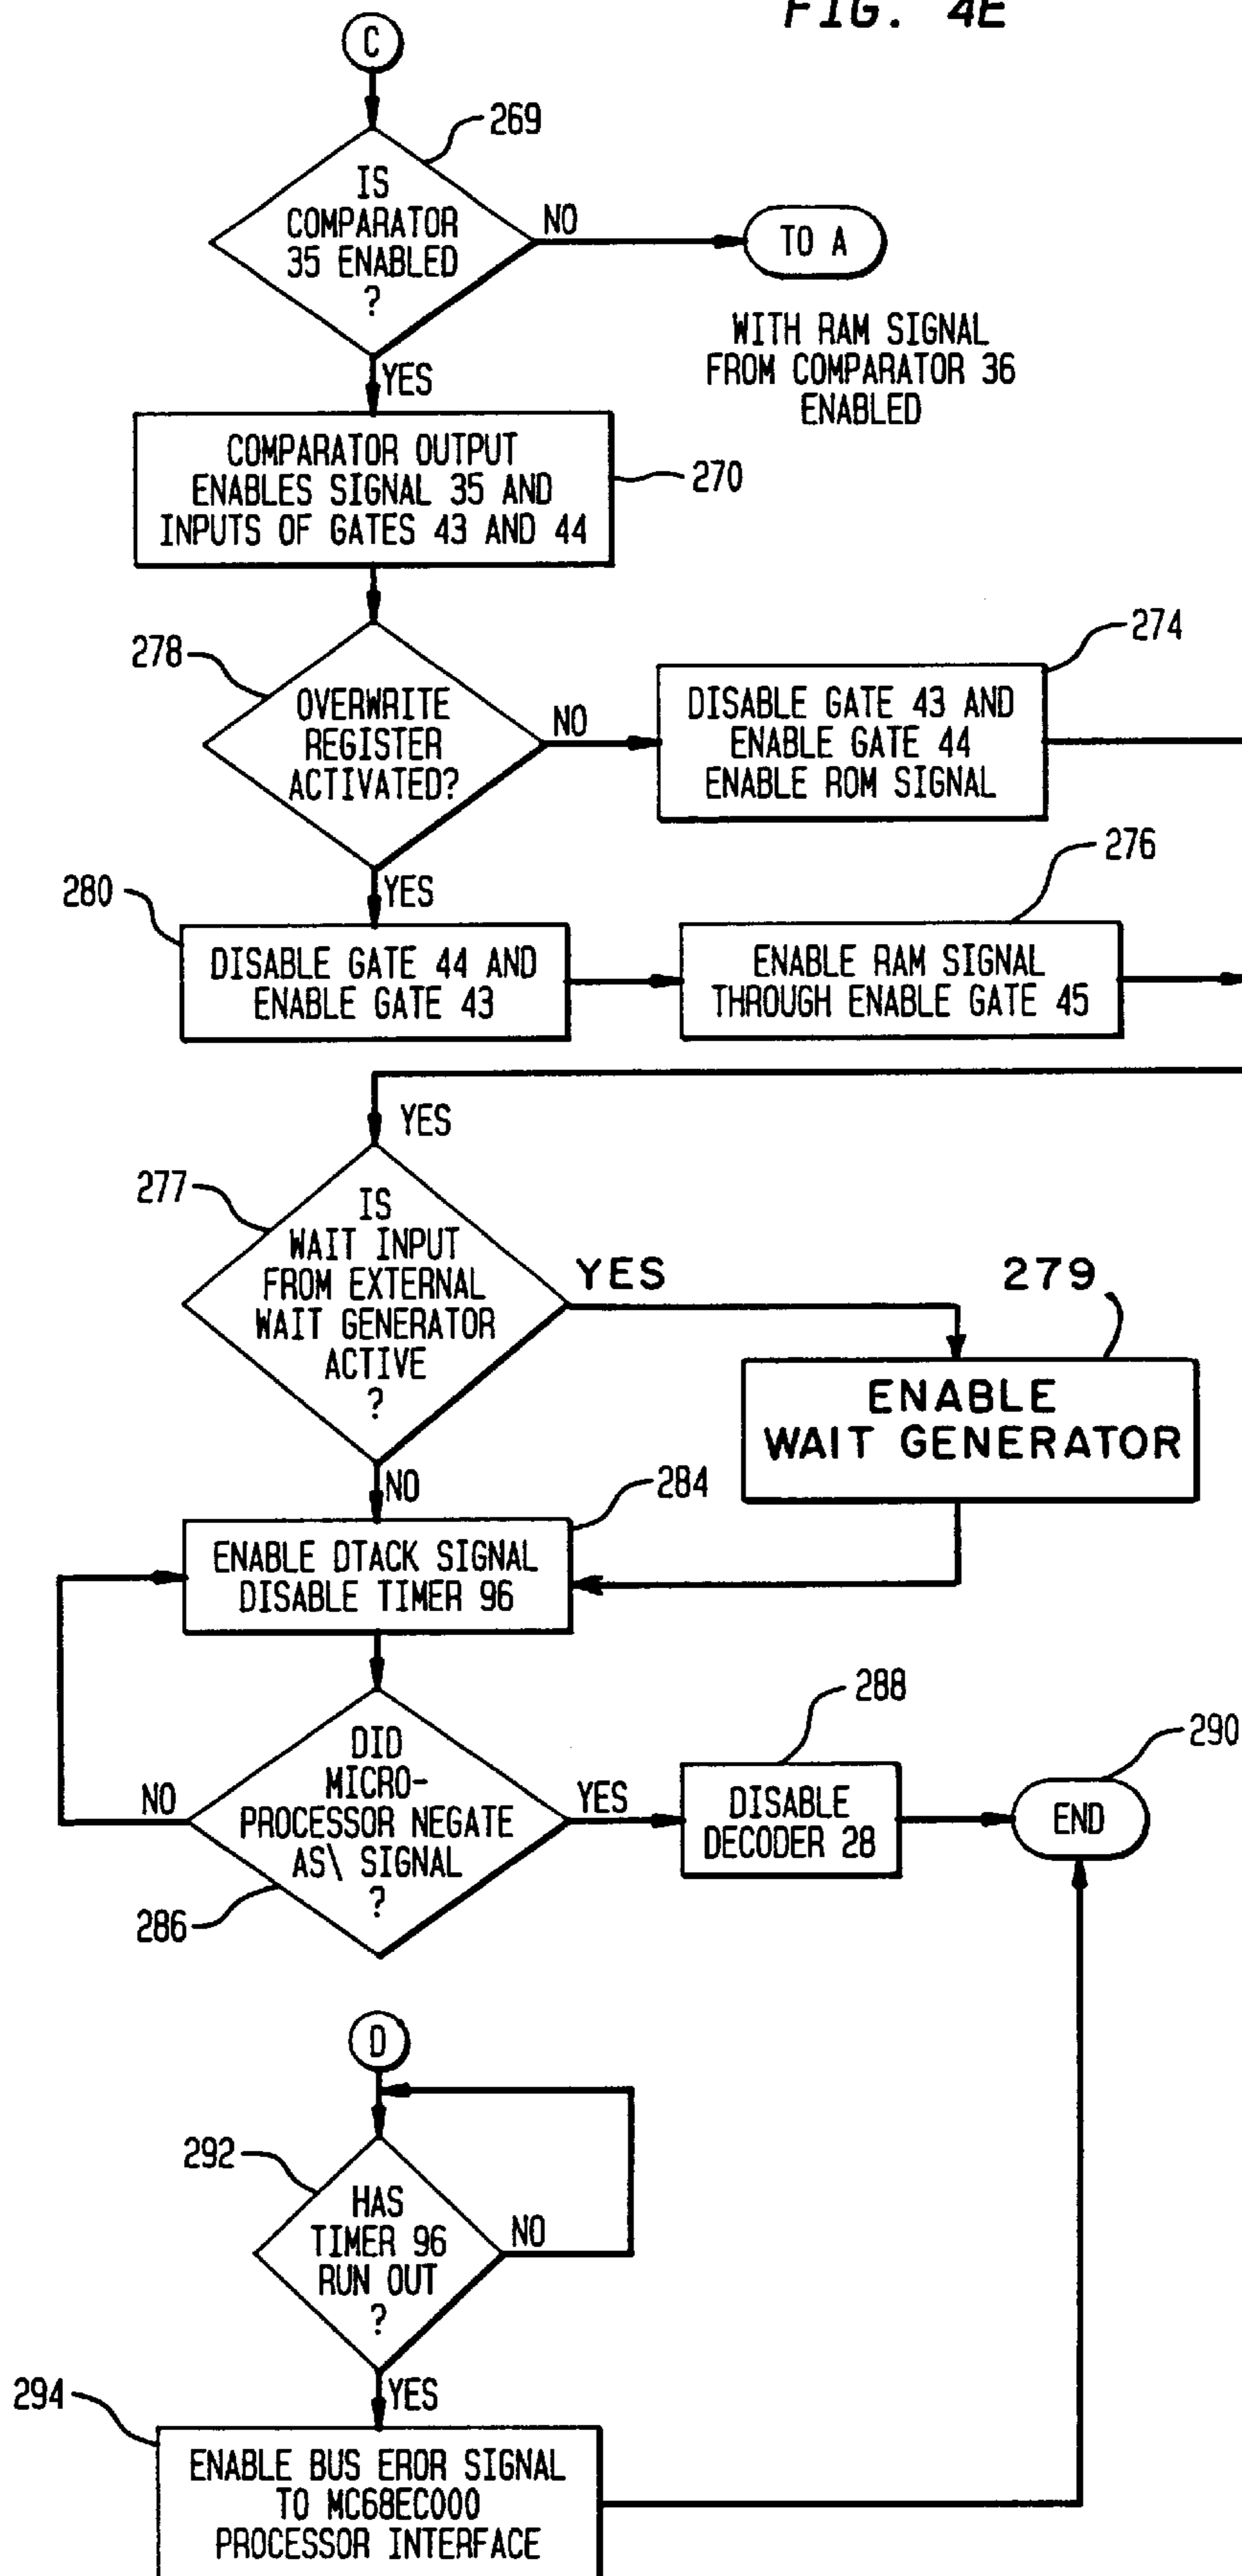 FIG. 4E
C
269
IS
COMPARATOR
35 ENABLED
?
NO
TO A
WITH RAM SIGNAL
FROM COMPARATOR 36
ENABLED
YES
COMPARATOR OUTPUT
ENABLES SIGNAL 35 AND
INPUTS OF GATES 43 AND 44
270
278
OVERWRITE
REGISTER
ACTIVATED?
NO
274
DISABLE GATE 43 AND
ENABLE GATE 44
ENABLE ROM SIGNAL
YES
280
DISABLE GATE 44 AND
ENABLE GATE 43
276
ENABLE RAM SIGNAL
THROUGH ENABLE GATE 45
YES
277
IS
WAIT INPUT
FROM EXTERNAL
WAIT GENERATOR
ACTIVE
?
YES
279
ENABLE
WAIT GENERATOR
NO
284
ENABLE DTACK SIGNAL
DISABLE TIMER 96
DID
MICRO-
PROCESSOR NEGATE
AS\ SIGNAL
?
NO
286
YES
288
DISABLE
DECODER 28
290
END
D
292
HAS
TIMER 96
RUN OUT
?
NO
YES
294
ENABLE BUS EROR SIGNAL
TO MC68EC000
PROCESSOR INTERFACE